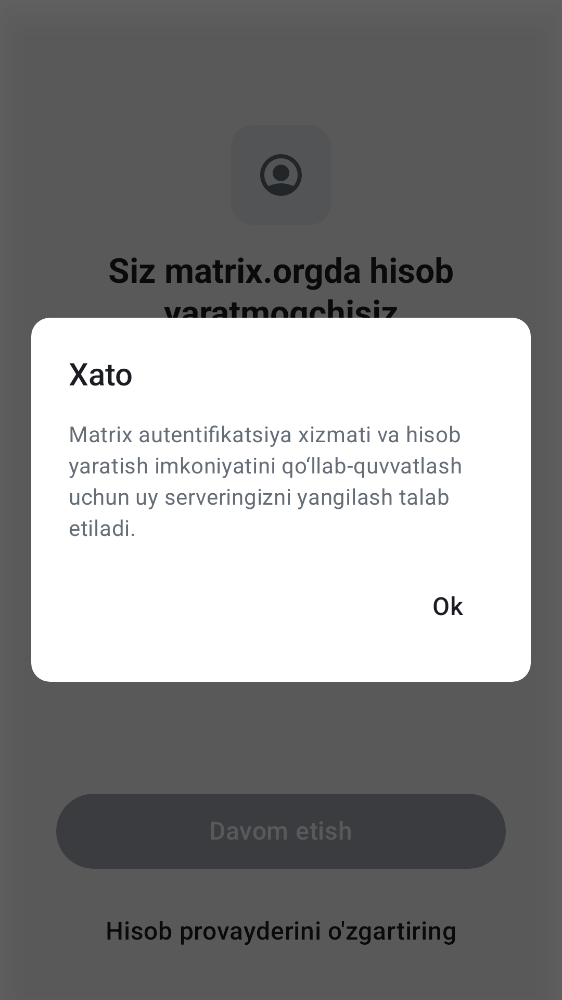 Siz matrix.orgda hisob
yaratmoqchisiz
Xato
Matrix autentifikatsiya xizmati va hisob
yaratish imkoniyatini qo‘llab-quvvatlash
uchun uy serveringizni yangilash talab
etiladi.
Ok
Davom etish
Hisob provayderini o'zgartiring